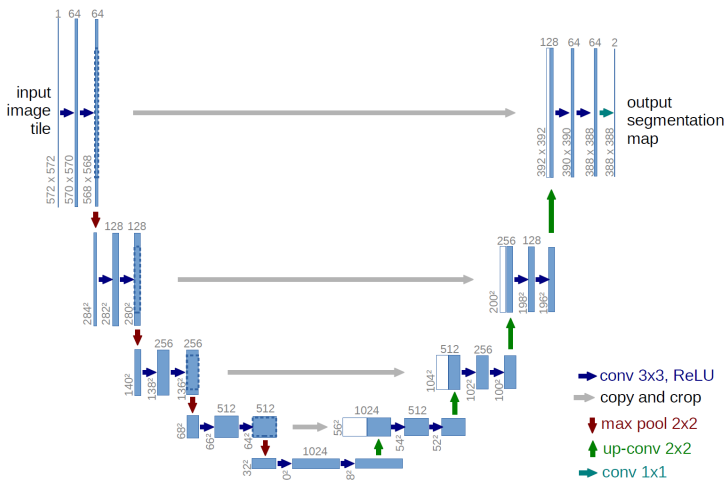 1 64 64
128 64 64 2
input
image
tile
output
segmentation
map
572 x 572
570 x 570
568 x 568
392 x 392
390 x 390
388 x 388
388 x 388
128 128
256 128
284²
282²
280²
200²
198²
196²
256 256
512 256
140²
138²
136²
104²
102²
100²
512 512
1024 512
68²
66²
64²
56²
54²
52²
1024
32²
0²
8²
conv 3x3, ReLU
copy and crop
max pool 2x2
up-conv 2x2
conv 1x1